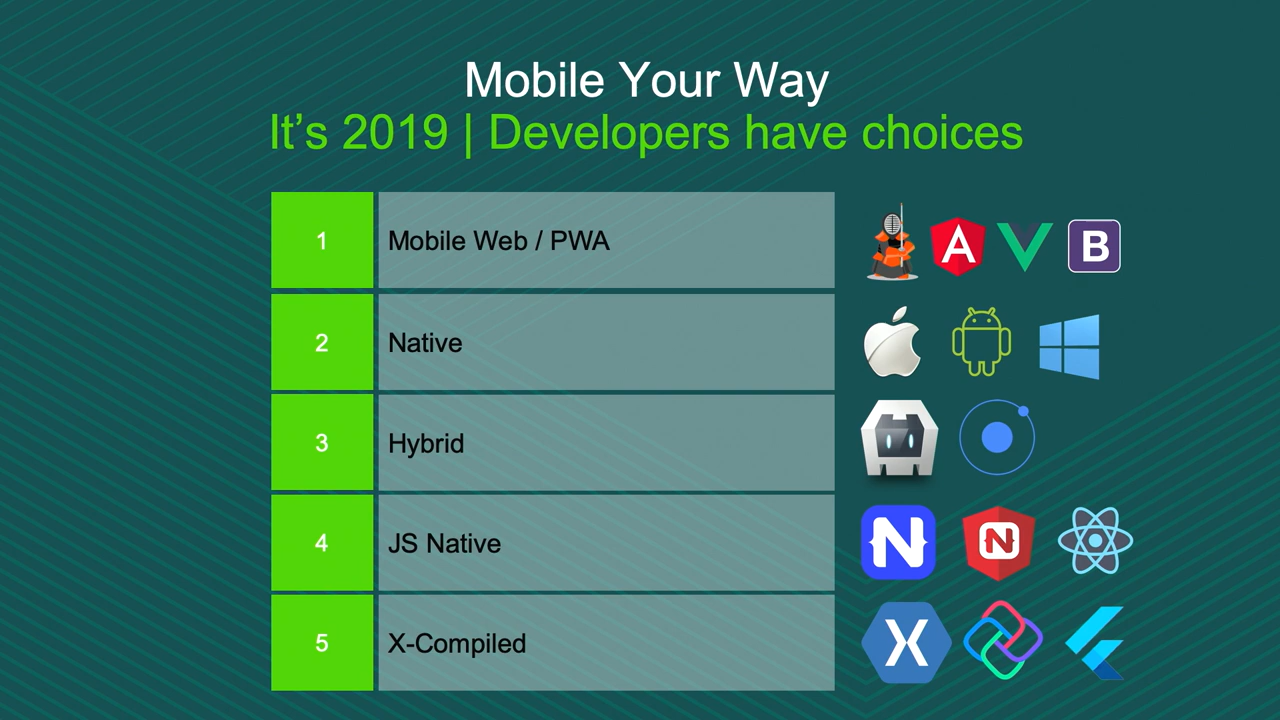 Mobile Your Way
It's 2019 | Developers have choices
1 Mobile Web / PWA
A B
2 Native
3 Hybrid
4 JS Native
N N
5 X-Compiled
X